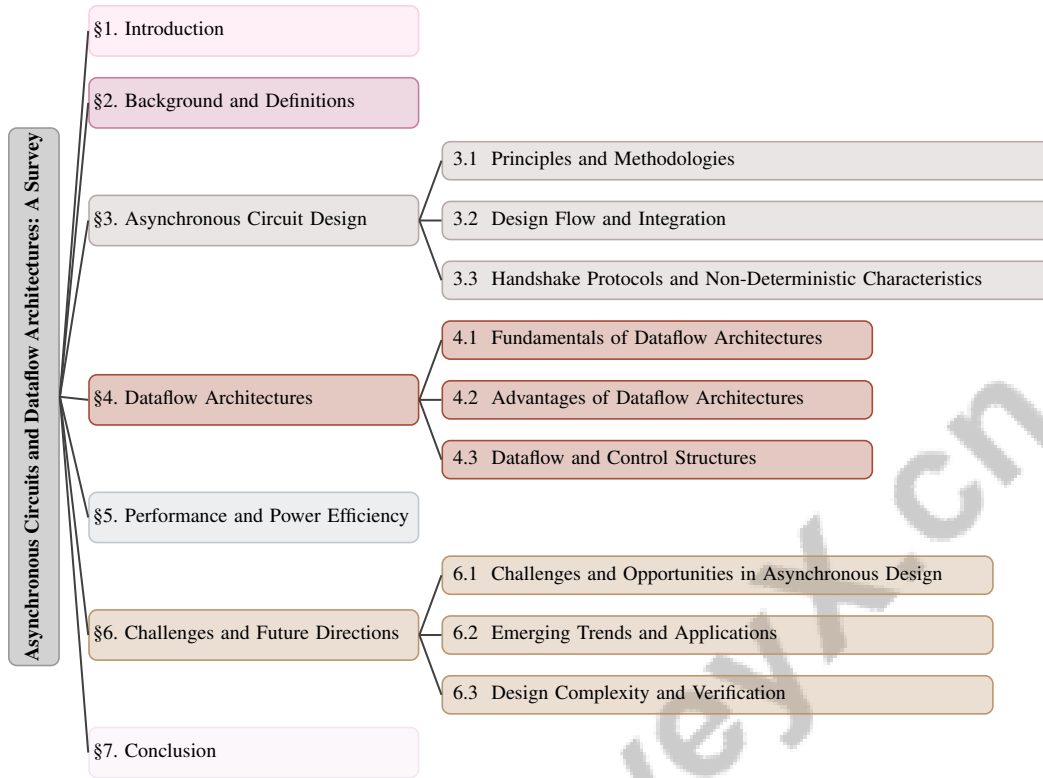 Asynchronous Circuits and Dataflow Architectures: A Survey
§1. Introduction
§2. Background and Definitions
§3. Asynchronous Circuit Design
3.1 Principles and Methodologies
3.2 Design Flow and Integration
3.3 Handshake Protocols and Non-Deterministic Characteristics
§4. Dataflow Architectures
4.1 Fundamentals of Dataflow Architectures
4.2 Advantages of Dataflow Architectures
4.3 Dataflow and Control Structures
§5. Performance and Power Efficiency
§6. Challenges and Future Directions
6.1 Challenges and Opportunities in Asynchronous Design
6.2 Emerging Trends and Applications
6.3 Design Complexity and Verification
§7. Conclusion
eyX.cn